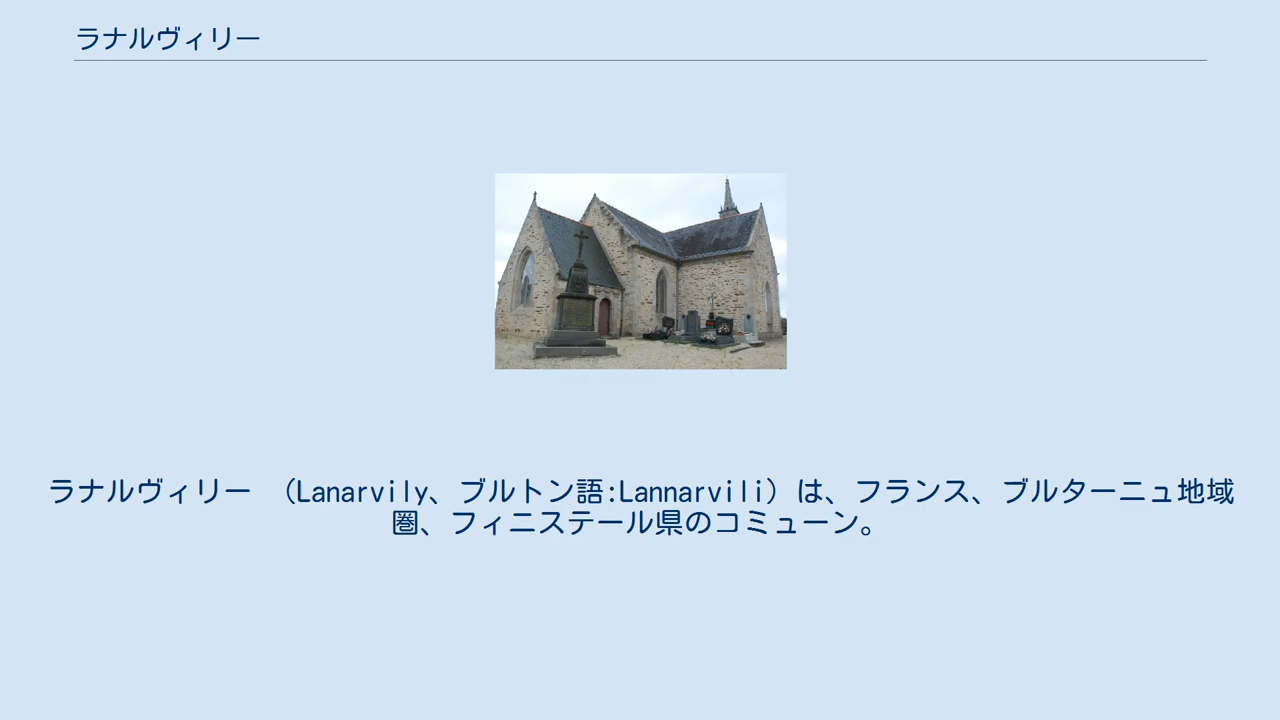 ラナルヴィリー
ラナルヴィリー （Lanarvily、ブルトン語:Lannarvili）は、フランス、ブルターニュ地域
圏、フィニステール県のコミューン。